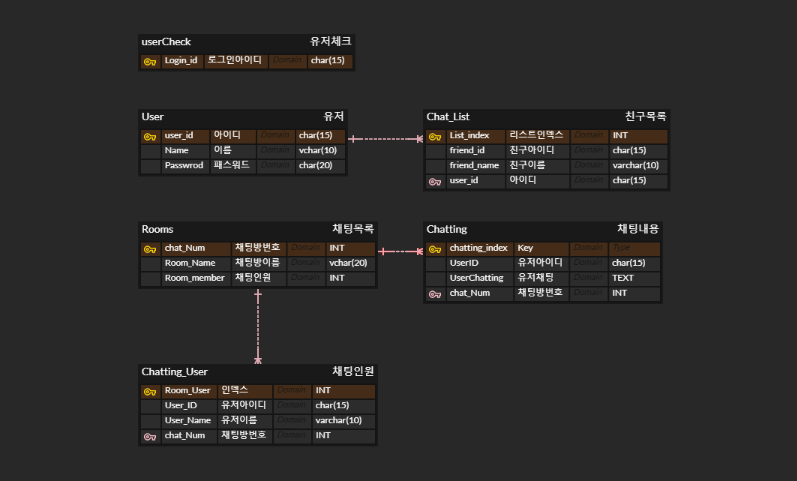 userCheck 유저체크
Login_id 로그인아이디 Domain char(15)
User 유저
user_id 아이디 Domain char(15)
Name 이름 Domain vchar(10)
Passwrod 패스워드 Domain char(20)
Chat_List 친구목록
List_index 리스트인덱스 Domain INT
friend_id 친구아이디 Domain char(15)
friend_name 친구이름 Domain varchar(10)
user_id 아이디 Domain char(15)
Rooms 채팅목록
chat_Num 채팅방번호 Domain INT
Room_Name 채팅방이름 Domain vchar(20)
Room_member 채팅인원 Domain INT
Chatting 채팅내용
chatting_index Key Domain Type
UserID 유저아이디 Domain char(15)
UserChatting 유저채팅 Domain TEXT
chat_Num 채팅방번호 Domain INT
Chatting_User 채팅인원
Room_User 인덱스 Domain INT
User_ID 유저아이디 Domain char(15)
User_Name 유저이름 Domain varchar(10)
chat_Num 채팅방번호 Domain INT